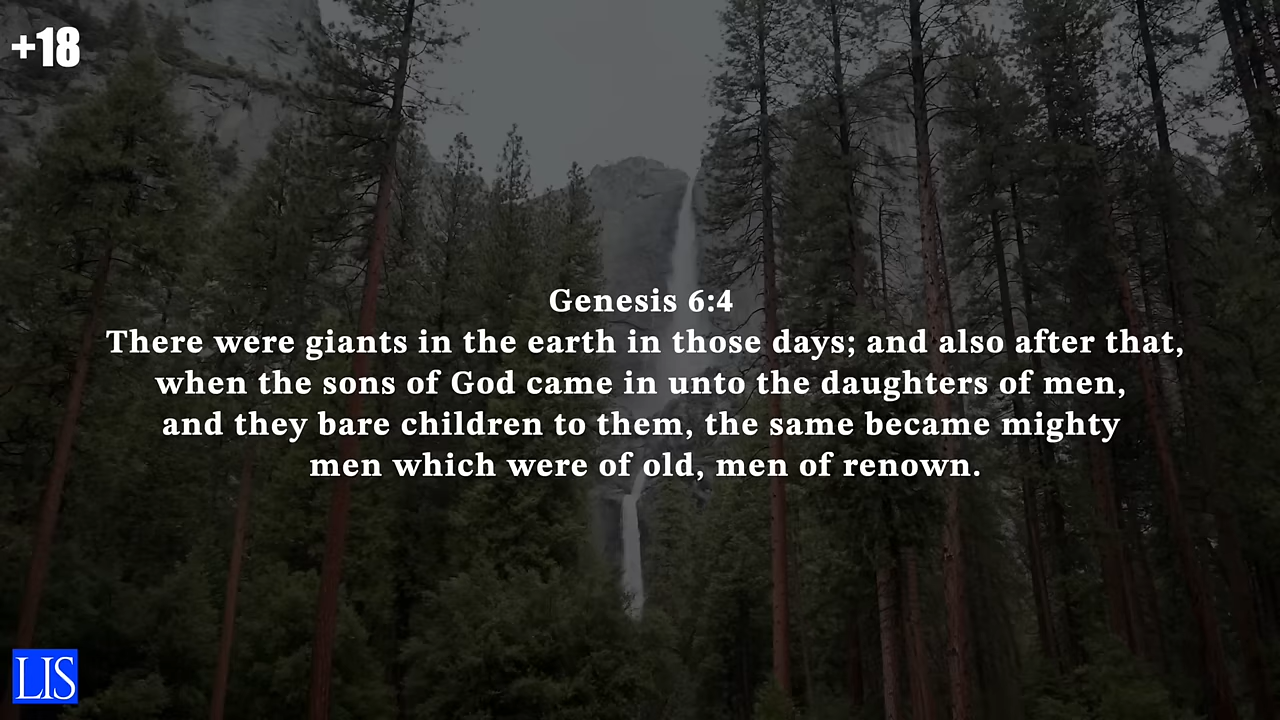 +18
Genesis 6:4
There were giants in the earth in those days; and also after that,
when the sons of God came in unto the daughters of men,
and they bare children to them, the same became mighty
men which were of old, men of renown.
LIS